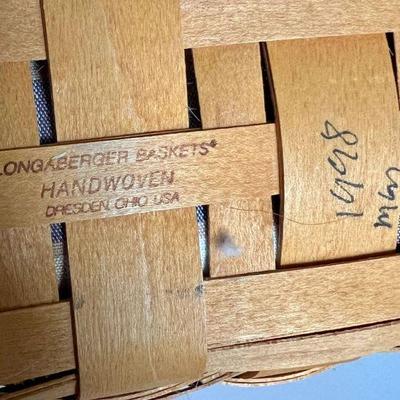 LONGABERGER BASKETS®
HANDWOVEN
DRESDEN, OHIO USA
1998